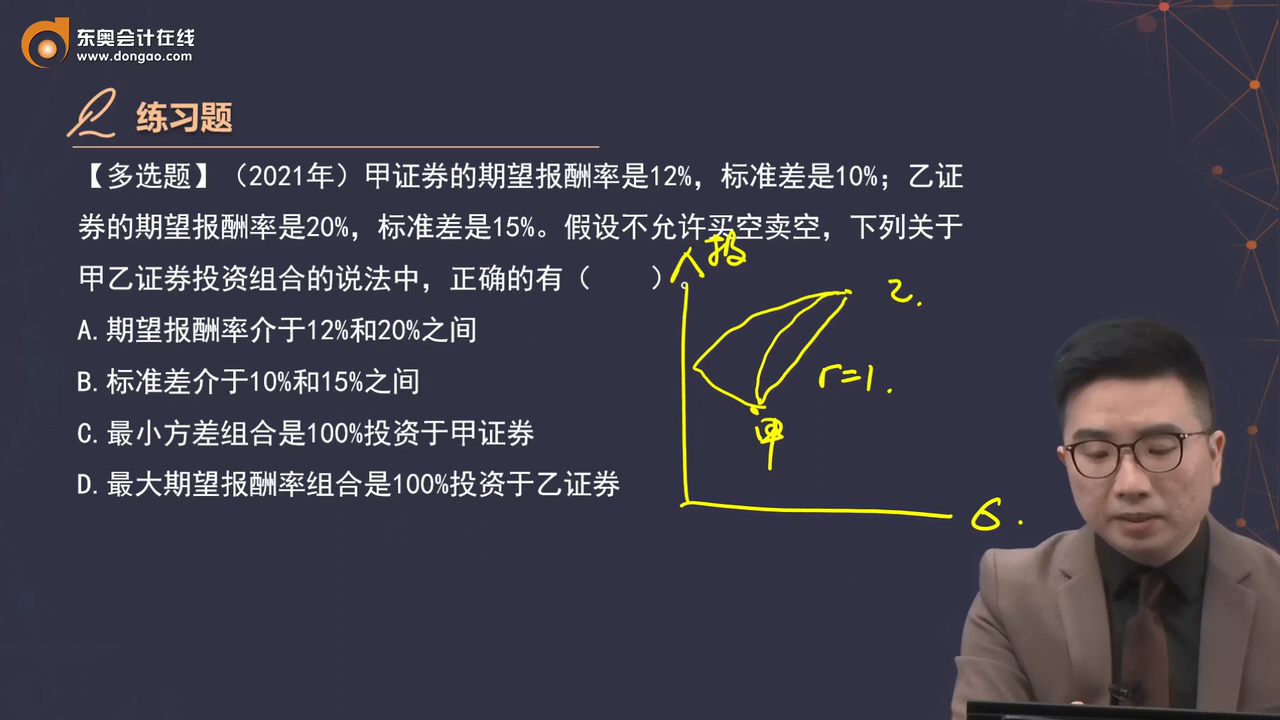 东奥会计在线
www.dongao.com
练习题
【多选题】（2021年）甲证券的期望报酬率是12%，标准差是10%；乙证
券的期望报酬率是20%，标准差是15%。假设不允许买空卖空，下列关于
甲乙证券投资组合的说法中，正确的有（　　）。
A.期望报酬率介于12%和20%之间
B.标准差介于10%和15%之间
C.最小方差组合是100%投资于甲证券
D.最大期望报酬率组合是100%投资于乙证券
r=1.
甲